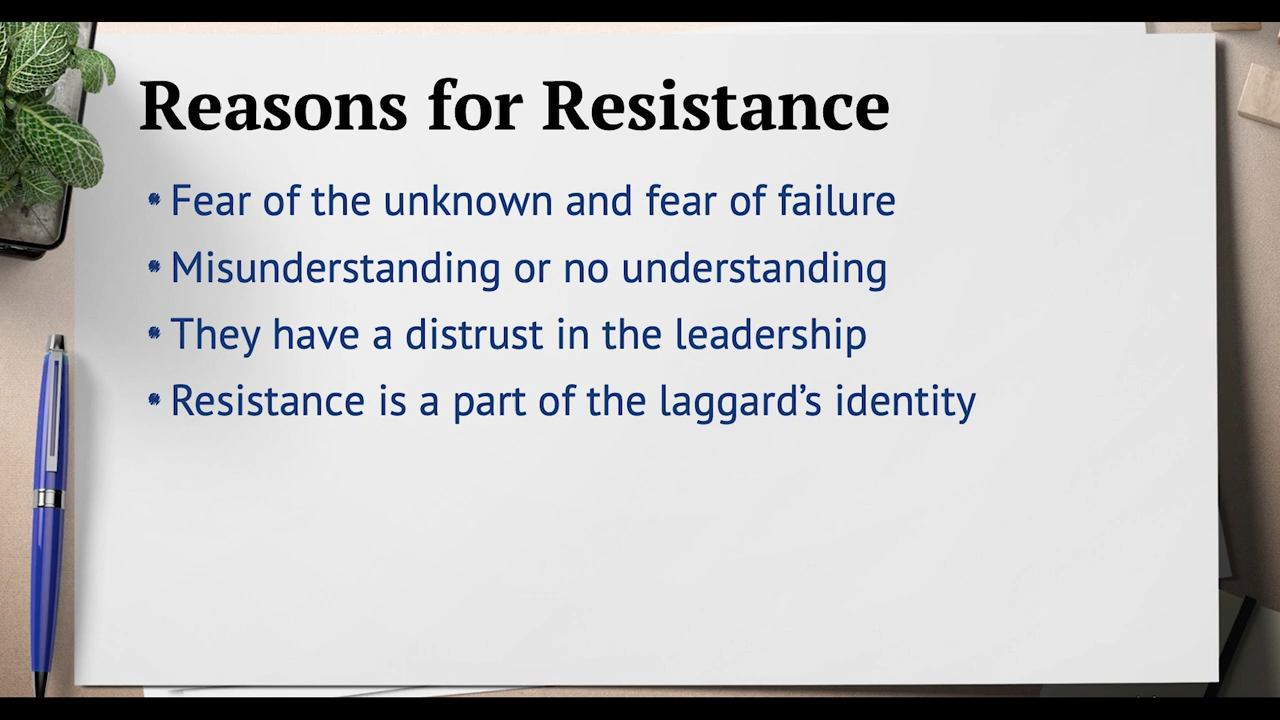 Reasons for Resistance
• Fear of the unknown and fear of failure
• Misunderstanding or no understanding
• They have a distrust in the leadership
• Resistance is a part of the laggard’s identity